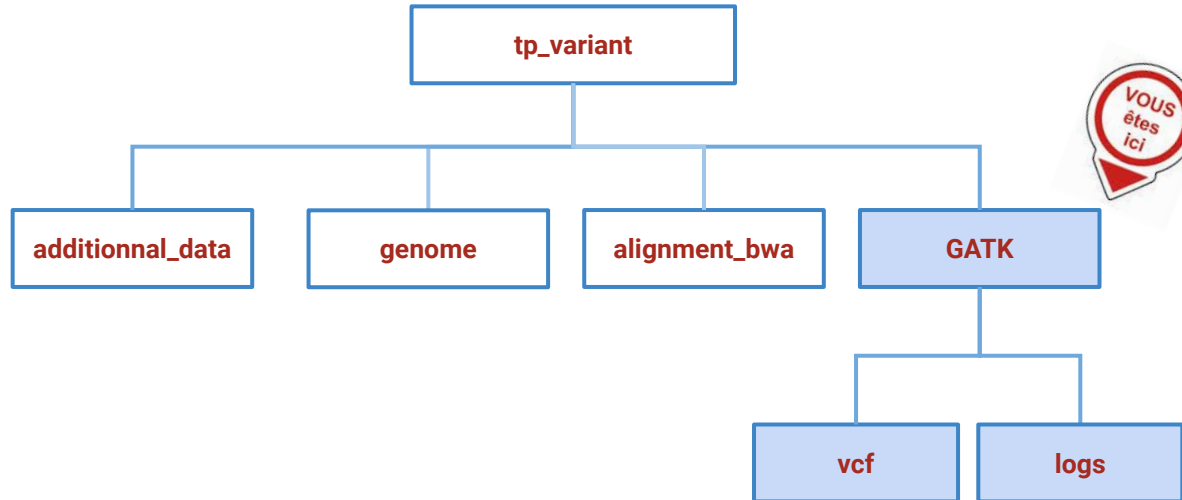 tp_variant
VOUS
êtes
ici
additionnal_data
genome
alignment_bwa
GATK
vcf
logs